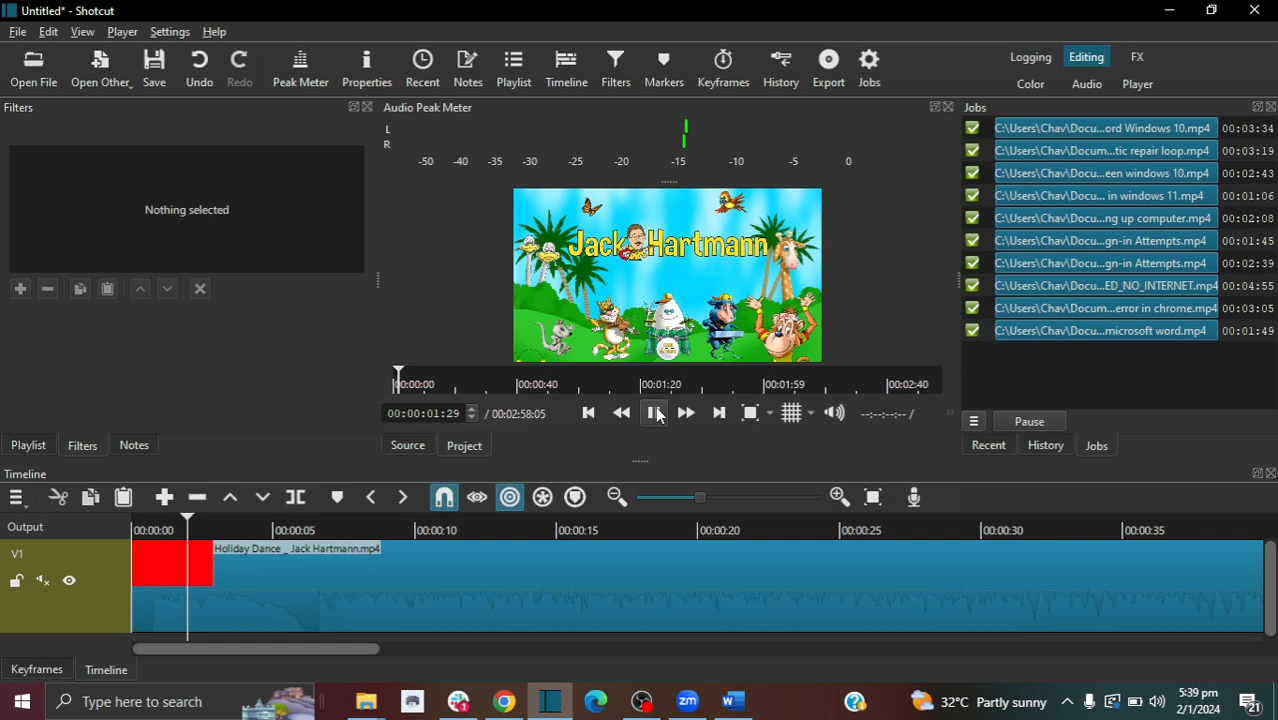 Untitled* - Shotcut
File Edit View Player Settings Help
Open File Open Other Save Undo Redo Peak Meter Properties Recent Notes Playlist Timeline Filters Markers Keyframes History Export Jobs
Logging Editing FX
Color Audio Player
Filters
Audio Peak Meter
Jobs
L
R
-50 -40 -35 -30 -25 -20 -15 -10 -5 0
Nothing selected
Jack Hartmann
C:\Users\Chav\Docu...ord Windows 10.mp4 00:03:34
C:\Users\Chav\Docum...tic repair loop.mp4 00:03:19
C:\Users\Chav\Docu...een windows 10.mp4 00:02:43
C:\Users\Chav\Docu... in windows 11.mp4 00:01:06
C:\Users\Chav\Docu...ng up computer.mp4 00:02:08
C:\Users\Chav\Docu...gn-in Attempts.mp4 00:01:45
C:\Users\Chav\Docu...gn-in Attempts.mp4 00:02:39
C:\Users\Chav\Docu...ED_NO_INTERNET.mp4 00:04:55
C:\Users\Chav\Docum...error in chrome.mp4 00:03:05
C:\Users\Chav\Docu...microsoft word.mp4 00:01:49
00:00:00 00:00:40 00:01:20 00:01:59 00:02:40
00:00:01:29 / 00:02:58:05
--:--:--:-- /
Pause
Playlist Filters Notes
Source Project
Recent History Jobs
Timeline
Output
00:00:00 00:00:05 00:00:10 00:00:15 00:00:20 00:00:25 00:00:30 00:00:35
V1
Holiday Dance _ Jack Hartmann.mp4
Keyframes Timeline
Type here to search
32°C Partly sunny
5:39 pm
2/1/2024
1
21